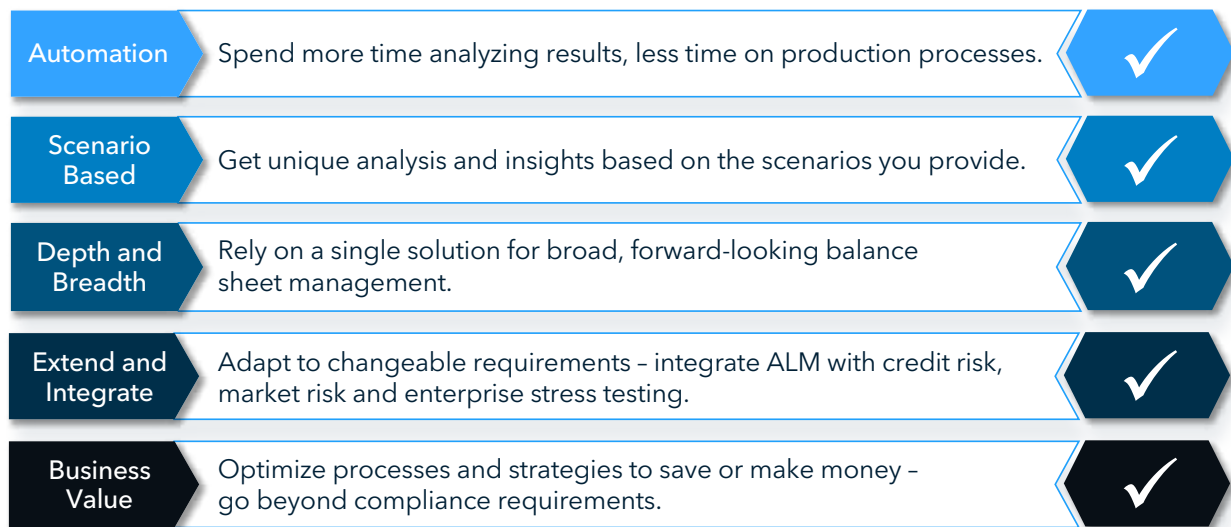 Automation
Spend more time analyzing results, less time on production processes.
Scenario
Based
Get unique analysis and insights based on the scenarios you provide.
Depth and
Breadth
Rely on a single solution for broad, forward-looking balance
sheet management.
Extend and
Integrate
Adapt to changeable requirements – integrate ALM with credit risk,
market risk and enterprise stress testing.
Business
Value
Optimize processes and strategies to save or make money –
go beyond compliance requirements.